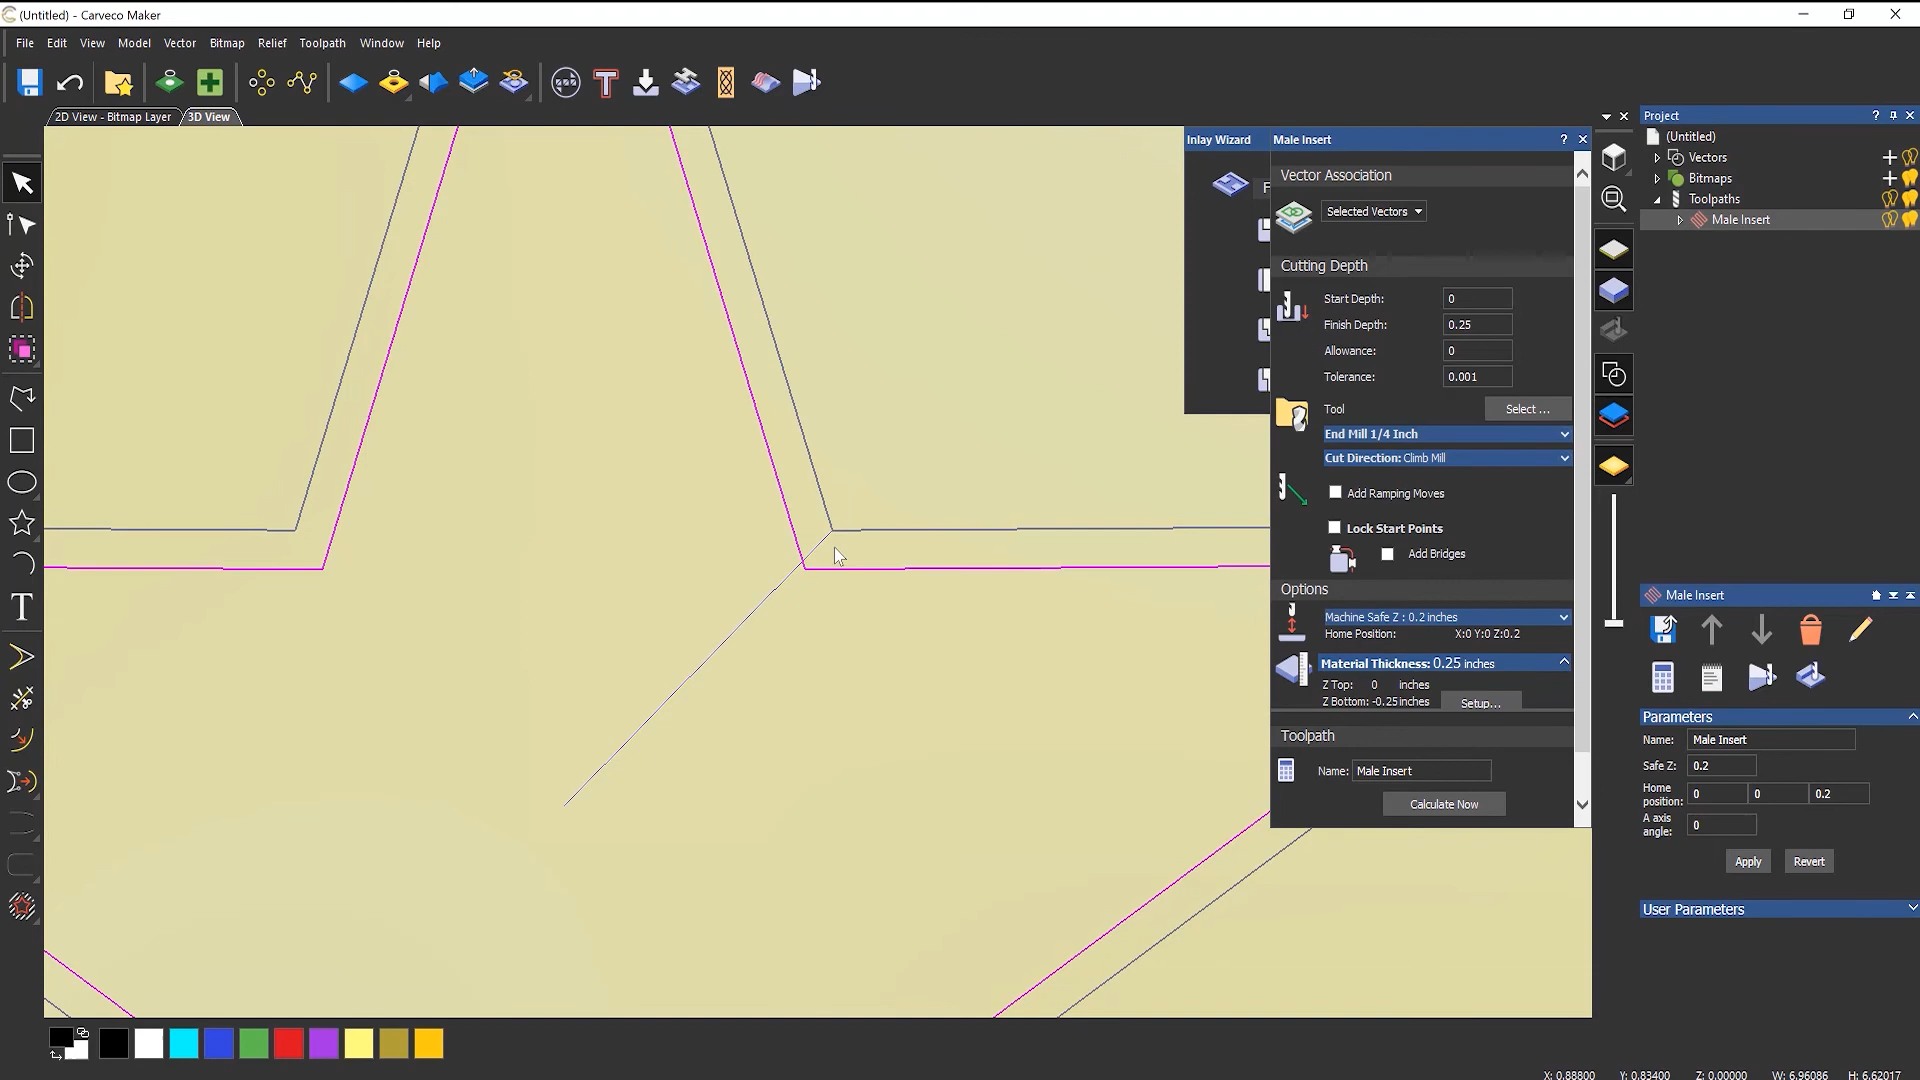 (Untitled) - Carveco Maker
File Edit View Model Vector Bitmap Relief Toolpath Window Help
2D View - Bitmap Layer 3D View
Inlay Wizard
F
Male Insert ?
Vector Association
Selected Vectors
Cutting Depth
Start Depth: 0
Finish Depth: 0.25
Allowance: 0
Tolerance: 0.001
Tool Select ...
End Mill 1/4 Inch
Cut Direction: Climb Mill
Add Ramping Moves
Lock Start Points
Add Bridges
Options
Machine Safe Z : 0.2 inches
Home Position: X:0 Y:0 Z:0.2
Material Thickness: 0.25 inches
Z Top: 0 inches
Z Bottom: -0.25 inches Setup...
Toolpath
Name: Male Insert
Calculate Now
Project ?
(Untitled)
Vectors
Bitmaps
Toolpaths
Male Insert
Male Insert
Parameters
Name: Male Insert
Safe Z: 0.2
Home position: 0 0 0.2
A axis angle: 0
Apply Revert
User Parameters
X: 0.88800 Y: 0.83400 Z: 0.00000 W: 6.96086 H: 6.62017